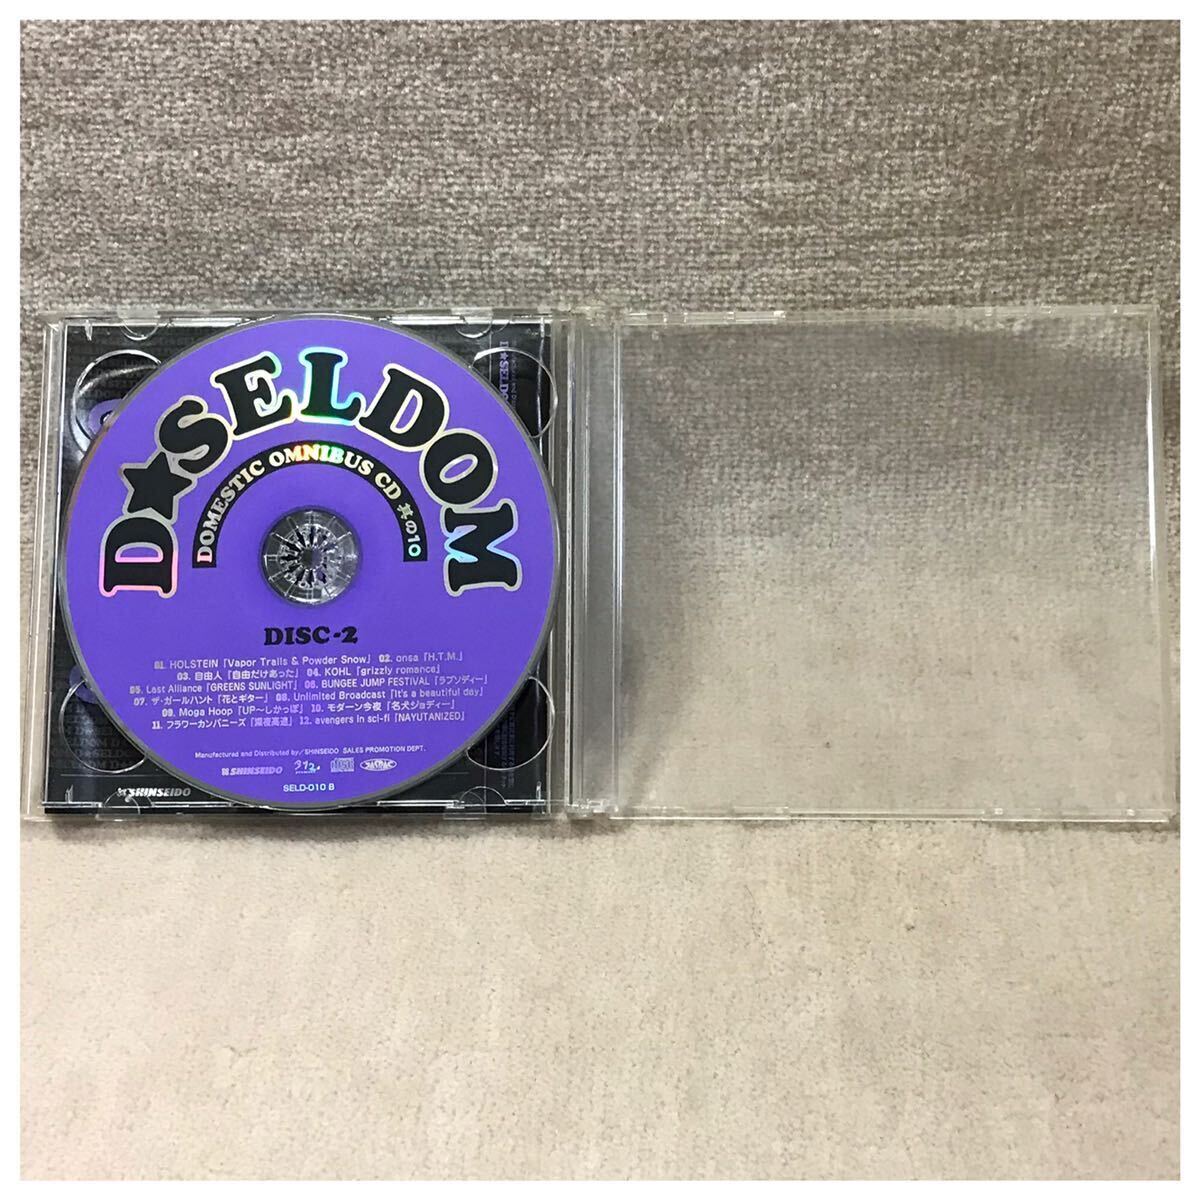 D★SELDOM
DOMESTIC OMNIBUS CD 其の10
DISC-2
01. HOLSTEIN「Vapor Trails & Powder Snow」 02. onsa「H.T.M.」
03. 自由人「自由だけあった」 04. KOHL「grizzly romance」
05. Last Alliance「GREENS SUNLIGHT」 06. BUNGEE JUMP FESTIVAL「ラプソディー」
07. ザ・ガールハント「花とギター」 08. Unlimited Broadcast「It's a beautiful day」
09. Moga Hoop「UP〜しかっぽ」 10. モダーン今夜「名犬ジョディー」
11. フラワーカンパニーズ「深夜高速」 12. avengers in sci-fi「NAYUTANIZED」
Manufactured and Distributed by/SHINSEIDO SALES PROMOTION DEPT.
SHINSEIDO
SELD-010 B
SHINSEIDO